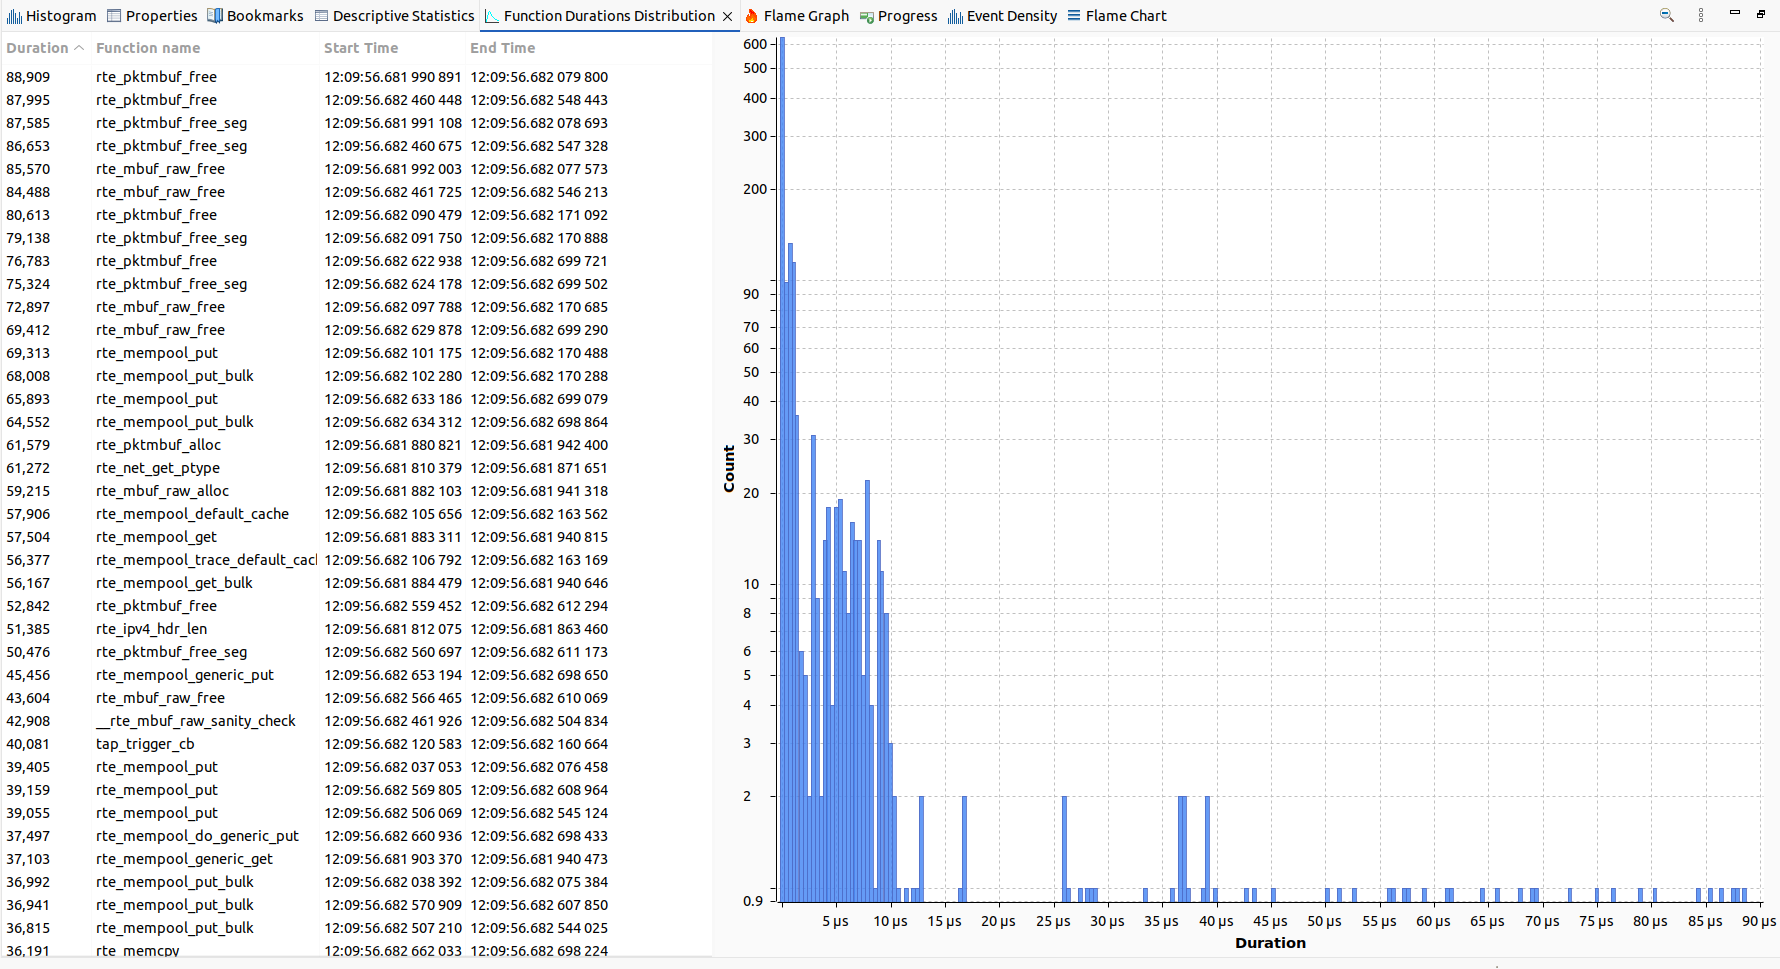 Histogram Properties Bookmarks Descriptive Statistics Function Durations Distribution Flame Graph Progress Event Density Flame Chart
Duration Function name Start Time End Time
88,909 rte_pktmbuf_free 12:09:56.681 990 891 12:09:56.682 079 800
87,995 rte_pktmbuf_free 12:09:56.682 460 448 12:09:56.682 548 443
87,585 rte_pktmbuf_free_seg 12:09:56.681 991 108 12:09:56.682 078 693
86,653 rte_pktmbuf_free_seg 12:09:56.682 460 675 12:09:56.682 547 328
85,570 rte_mbuf_raw_free 12:09:56.681 992 003 12:09:56.682 077 573
84,488 rte_mbuf_raw_free 12:09:56.682 461 725 12:09:56.682 546 213
80,613 rte_pktmbuf_free 12:09:56.682 090 479 12:09:56.682 171 092
79,138 rte_pktmbuf_free_seg 12:09:56.682 091 750 12:09:56.682 170 888
76,783 rte_pktmbuf_free 12:09:56.682 622 938 12:09:56.682 699 721
75,324 rte_pktmbuf_free_seg 12:09:56.682 624 178 12:09:56.682 699 502
72,897 rte_mbuf_raw_free 12:09:56.682 097 788 12:09:56.682 170 685
69,412 rte_mbuf_raw_free 12:09:56.682 629 878 12:09:56.682 699 290
69,313 rte_mempool_put 12:09:56.682 101 175 12:09:56.682 170 488
68,008 rte_mempool_put_bulk 12:09:56.682 102 280 12:09:56.682 170 288
65,893 rte_mempool_put 12:09:56.682 633 186 12:09:56.682 699 079
64,552 rte_mempool_put_bulk 12:09:56.682 634 312 12:09:56.682 698 864
61,579 rte_pktmbuf_alloc 12:09:56.681 880 821 12:09:56.681 942 400
61,272 rte_net_get_ptype 12:09:56.681 810 379 12:09:56.681 871 651
59,215 rte_mbuf_raw_alloc 12:09:56.681 882 103 12:09:56.681 941 318
57,906 rte_mempool_default_cache 12:09:56.682 105 656 12:09:56.682 163 562
57,504 rte_mempool_get 12:09:56.681 883 311 12:09:56.681 940 815
56,377 rte_mempool_trace_default_cac 12:09:56.682 106 792 12:09:56.682 163 169
56,167 rte_mempool_get_bulk 12:09:56.681 884 479 12:09:56.681 940 646
52,842 rte_pktmbuf_free 12:09:56.682 559 452 12:09:56.682 612 294
51,385 rte_ipv4_hdr_len 12:09:56.681 812 075 12:09:56.681 863 460
50,476 rte_pktmbuf_free_seg 12:09:56.682 560 697 12:09:56.682 611 173
45,456 rte_mempool_generic_put 12:09:56.682 653 194 12:09:56.682 698 650
43,604 rte_mbuf_raw_free 12:09:56.682 566 465 12:09:56.682 610 069
42,908 __rte_mbuf_raw_sanity_check 12:09:56.682 461 926 12:09:56.682 504 834
40,081 tap_trigger_cb 12:09:56.682 120 583 12:09:56.682 160 664
39,405 rte_mempool_put 12:09:56.682 037 053 12:09:56.682 076 458
39,159 rte_mempool_put 12:09:56.682 569 805 12:09:56.682 608 964
39,055 rte_mempool_put 12:09:56.682 506 069 12:09:56.682 545 124
37,497 rte_mempool_do_generic_put 12:09:56.682 660 936 12:09:56.682 698 433
37,103 rte_mempool_generic_get 12:09:56.681 903 370 12:09:56.681 940 473
36,992 rte_mempool_put_bulk 12:09:56.682 038 392 12:09:56.682 075 384
36,941 rte_mempool_put_bulk 12:09:56.682 570 909 12:09:56.682 607 850
36,815 rte_mempool_put_bulk 12:09:56.682 507 210 12:09:56.682 544 025
36,191 rte_memcpy 12:09:56.682 662 033 12:09:56.682 698 224
600
500
400
300
200
90
70
60
50
40
30
20
10
8
6
5
4
3
2
0.9
Count
5 µs 10 µs 15 µs 20 µs 25 µs 30 µs 35 µs 40 µs 45 µs 50 µs 55 µs 60 µs 65 µs 70 µs 75 µs 80 µs 85 µs 90 µs
Duration